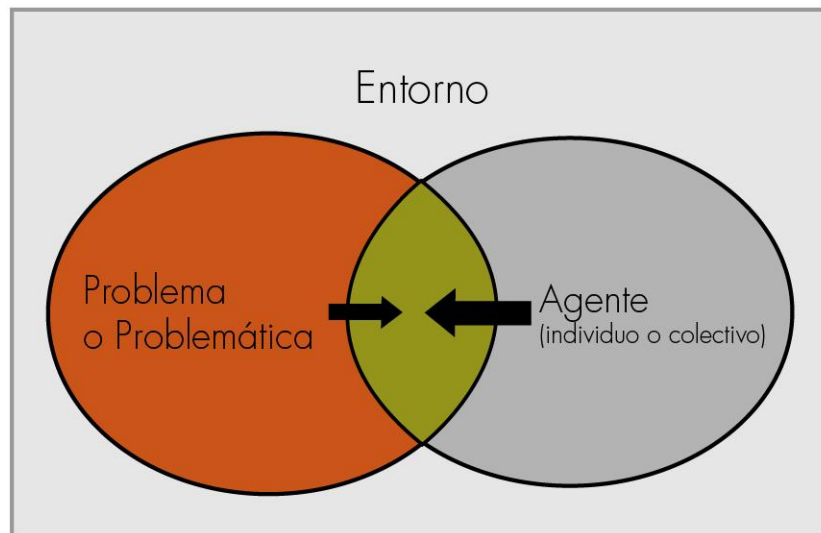 Entorno
Problema
o Problemática
Agente
(individuo o colectivo)